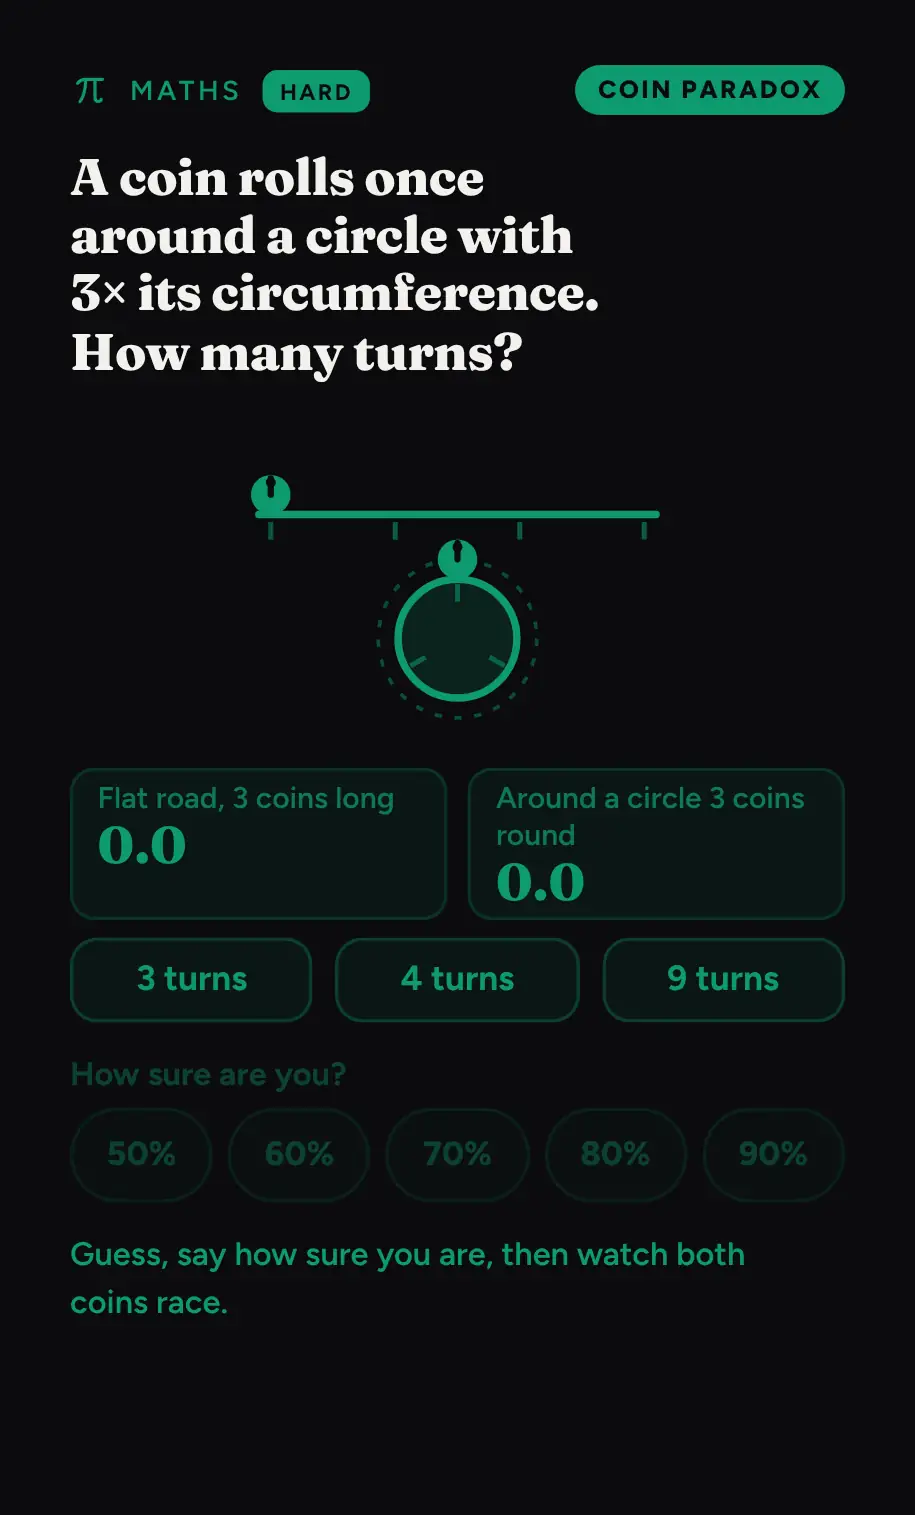 π MATHS HARD COIN PARADOX
A coin rolls once
around a circle with
3× its circumference.
How many turns?
Flat road, 3 coins long
0.0
Around a circle 3 coins
round
0.0
3 turns 4 turns 9 turns
How sure are you?
50% 60% 70% 80% 90%
Guess, say how sure you are, then watch both
coins race.